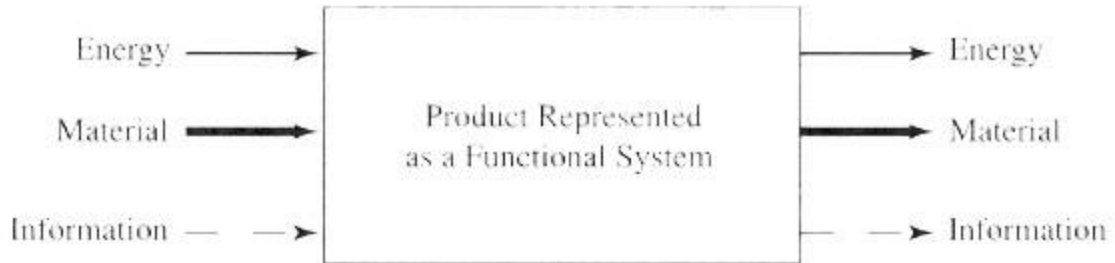 Energy
Energy
Material
Product Represented
as a Functional System
Material
Information
Information